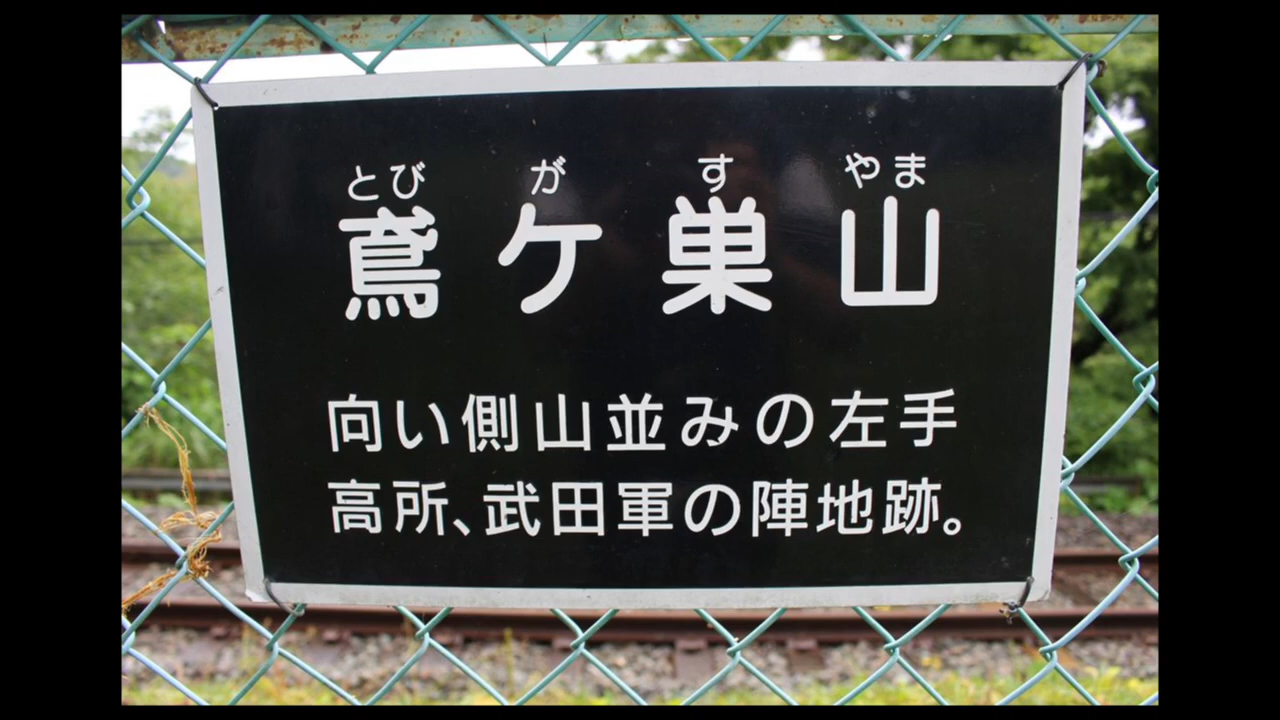 とび が す やま
鳶ケ巣山
向い側山並みの左手
高所、武田軍の陣地跡。